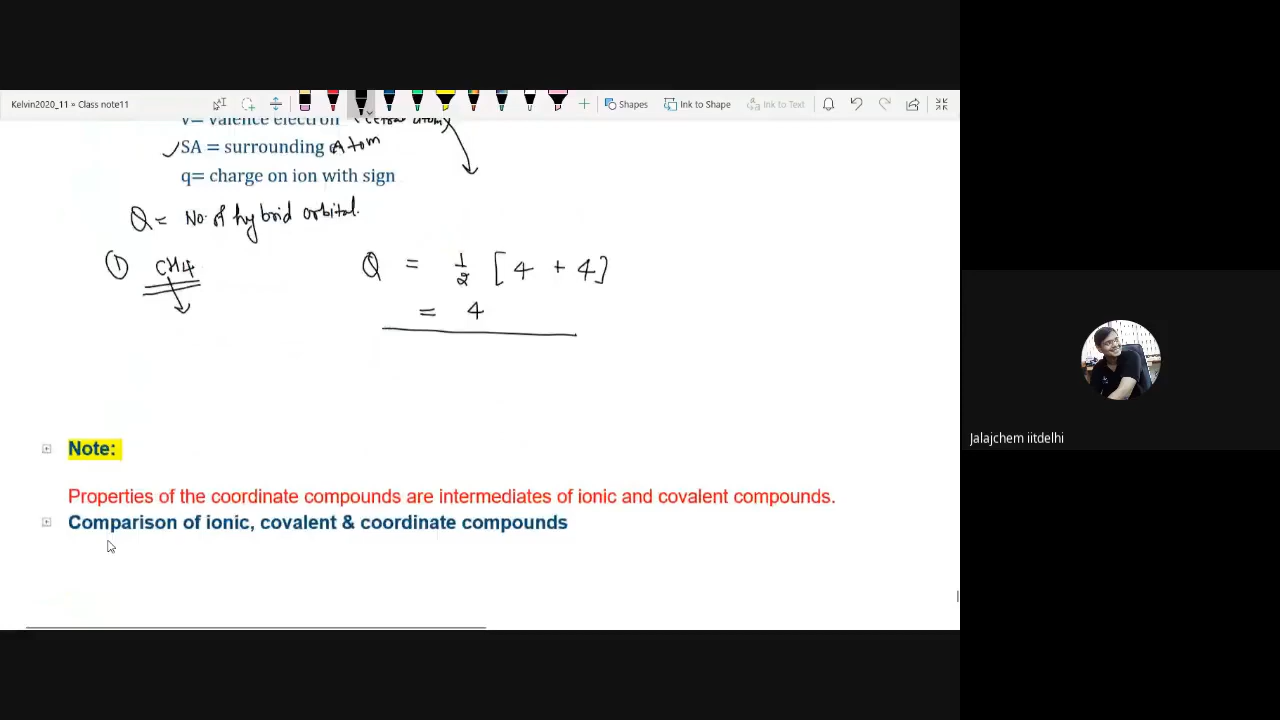 Kelvin2020_11 » Class note11
Shapes
Ink to Shape
Ink to Text
v= valence electron
SA = surrounding Atom
q= charge on ion with sign
Q = No. of hybrid orbital.
① CH4
Q = 1/2 [4 + 4]
= 4
Note:
Properties of the coordinate compounds are intermediates of ionic and covalent compounds.
Comparison of ionic, covalent & coordinate compounds
Jalajchem iitdelhi